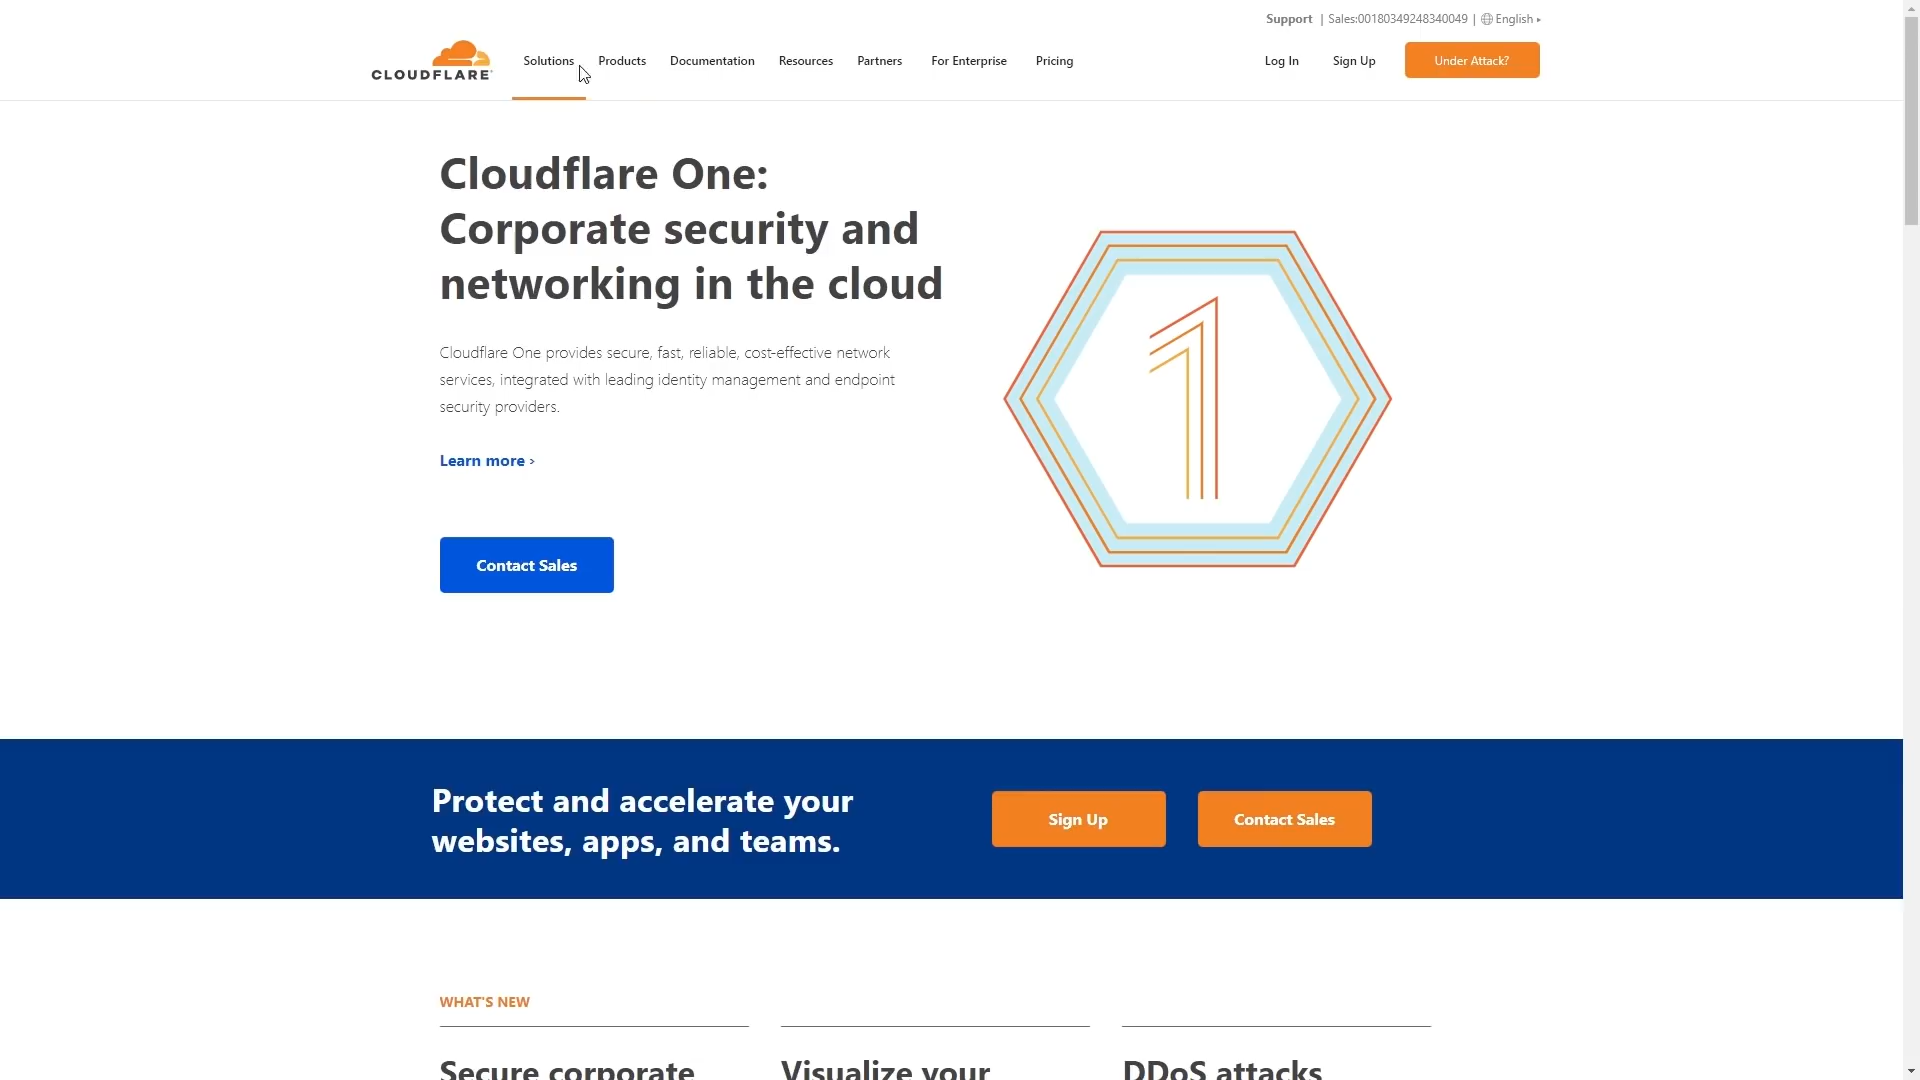 Support | Sales:00180349248340049 | English ▸
CLOUDFLARE
Solutions Products Documentation Resources Partners For Enterprise Pricing Log In Sign Up Under Attack?
Cloudflare One:
Corporate security and
networking in the cloud
Cloudflare One provides secure, fast, reliable, cost-effective network
services, integrated with leading identity management and endpoint
security providers.
Learn more ›
1
Contact Sales
Protect and accelerate your
websites, apps, and teams.
Sign Up Contact Sales
WHAT'S NEW
Secure corporate Visualize your DDoS attacks